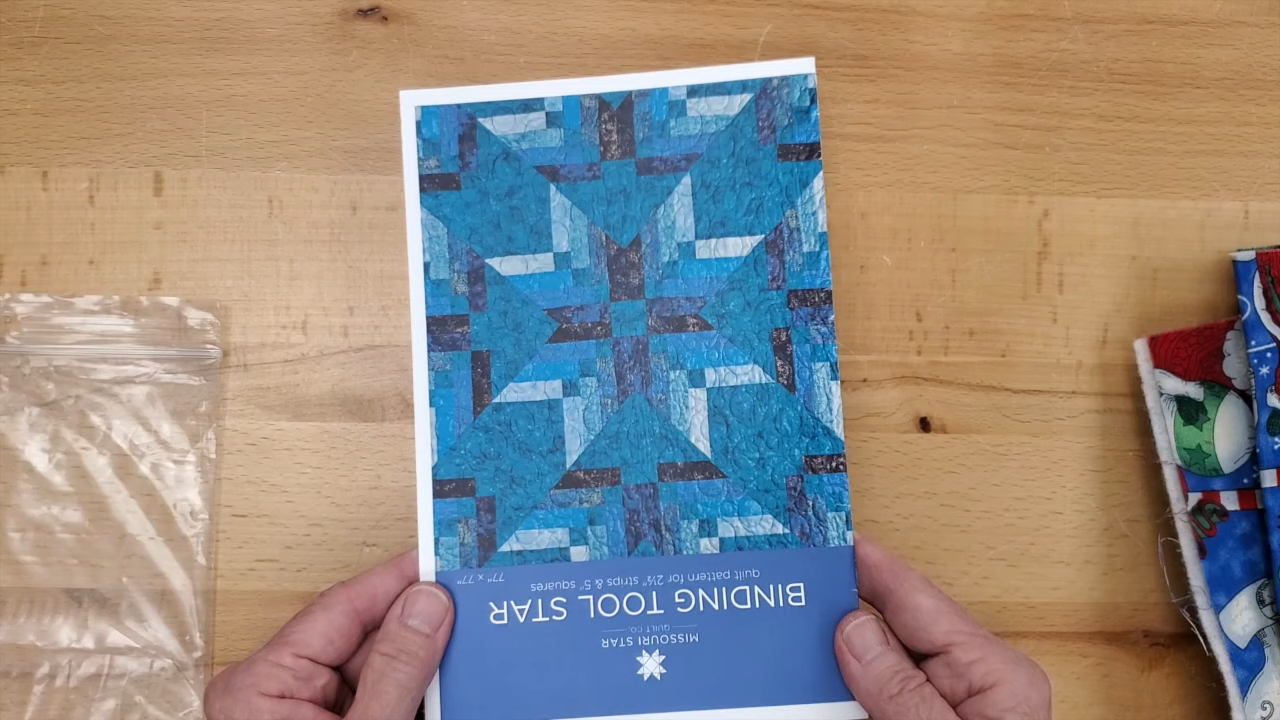 MISSOURI STAR
QUILT CO.
BINDING TOOL STAR
quilt pattern for 2½" strips & 5" squares
77" x 77"